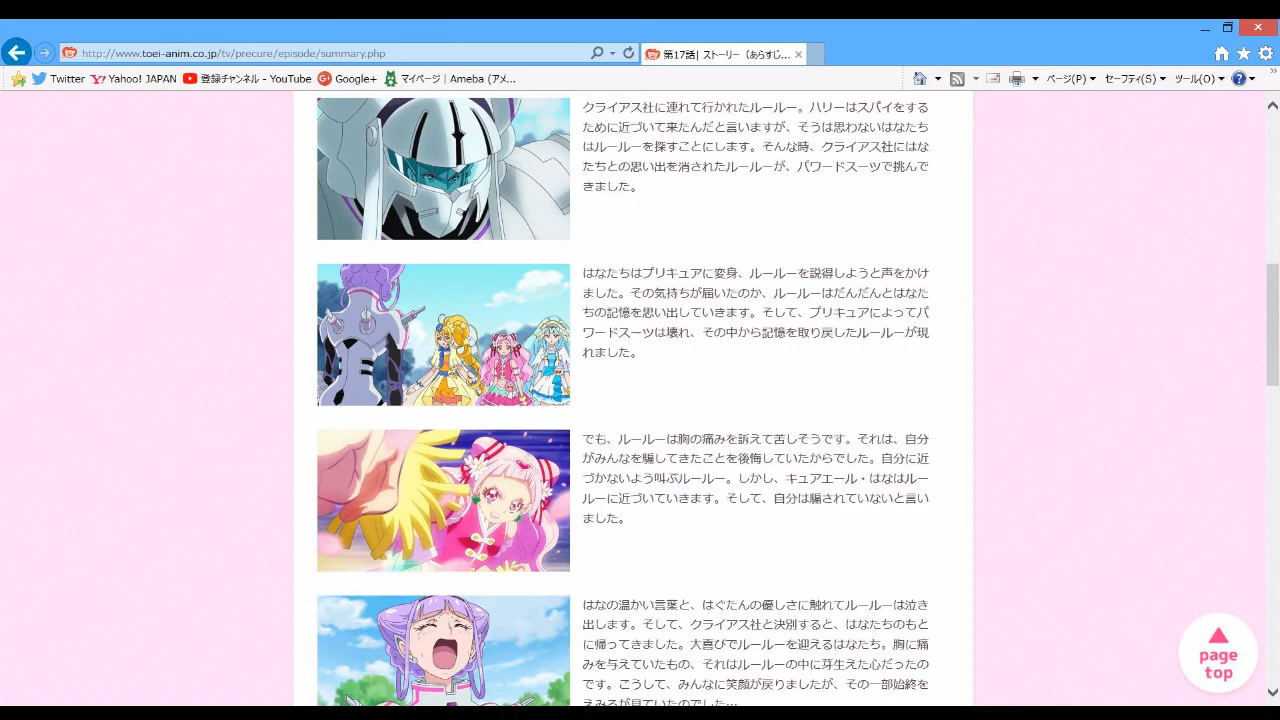 http://www.toei-anim.co.jp/tv/precure/episode/summary.php
第17話| ストーリー（あらすじ...
Twitter Yahoo! JAPAN 登録チャンネル - YouTube Google+ マイページ | Ameba (アメ...
ページ(P) セーフティ(S) ツール(O)
クライアス社に連れて行かれたルールー。ハリーはスパイをする
ために近づいて来たんだと言いますが、そうは思わないはなたち
はルールーを探すことにします。そんな時、クライアス社にはな
たちとの思い出を消されたルールーが、パワードスーツで挑んで
きました。
はなたちはプリキュアに変身、ルールーを説得しようと声をかけ
ました。その気持ちが届いたのか、ルールーはだんだんとはなた
ちの記憶を思い出していきます。そして、プリキュアによってパ
ワードスーツは壊れ、その中から記憶を取り戻したルールーが現
れました。
でも、ルールーは胸の痛みを訴えて苦しそうです。それは、自分
がみんなを騙してきたことを後悔していたからでした。自分に近
づかないよう叫ぶルールー。しかし、キュアエール・はなはルー
ルーに近づいていきます。そして、自分は騙されていないと言い
ました。
はなの温かい言葉と、はぐたんの優しさに触れてルールーは泣き
出します。そして、クライアス社と決別すると、はなたちのもと
に帰ってきました。大喜びでルールーを迎えるはなたち。胸に痛
みを与えていたもの、それはルールーの中に芽生えた心だったの
です。こうして、みんなに笑顔が戻りましたが、その一部始終を
えみるが見ていたのでした…
page
top